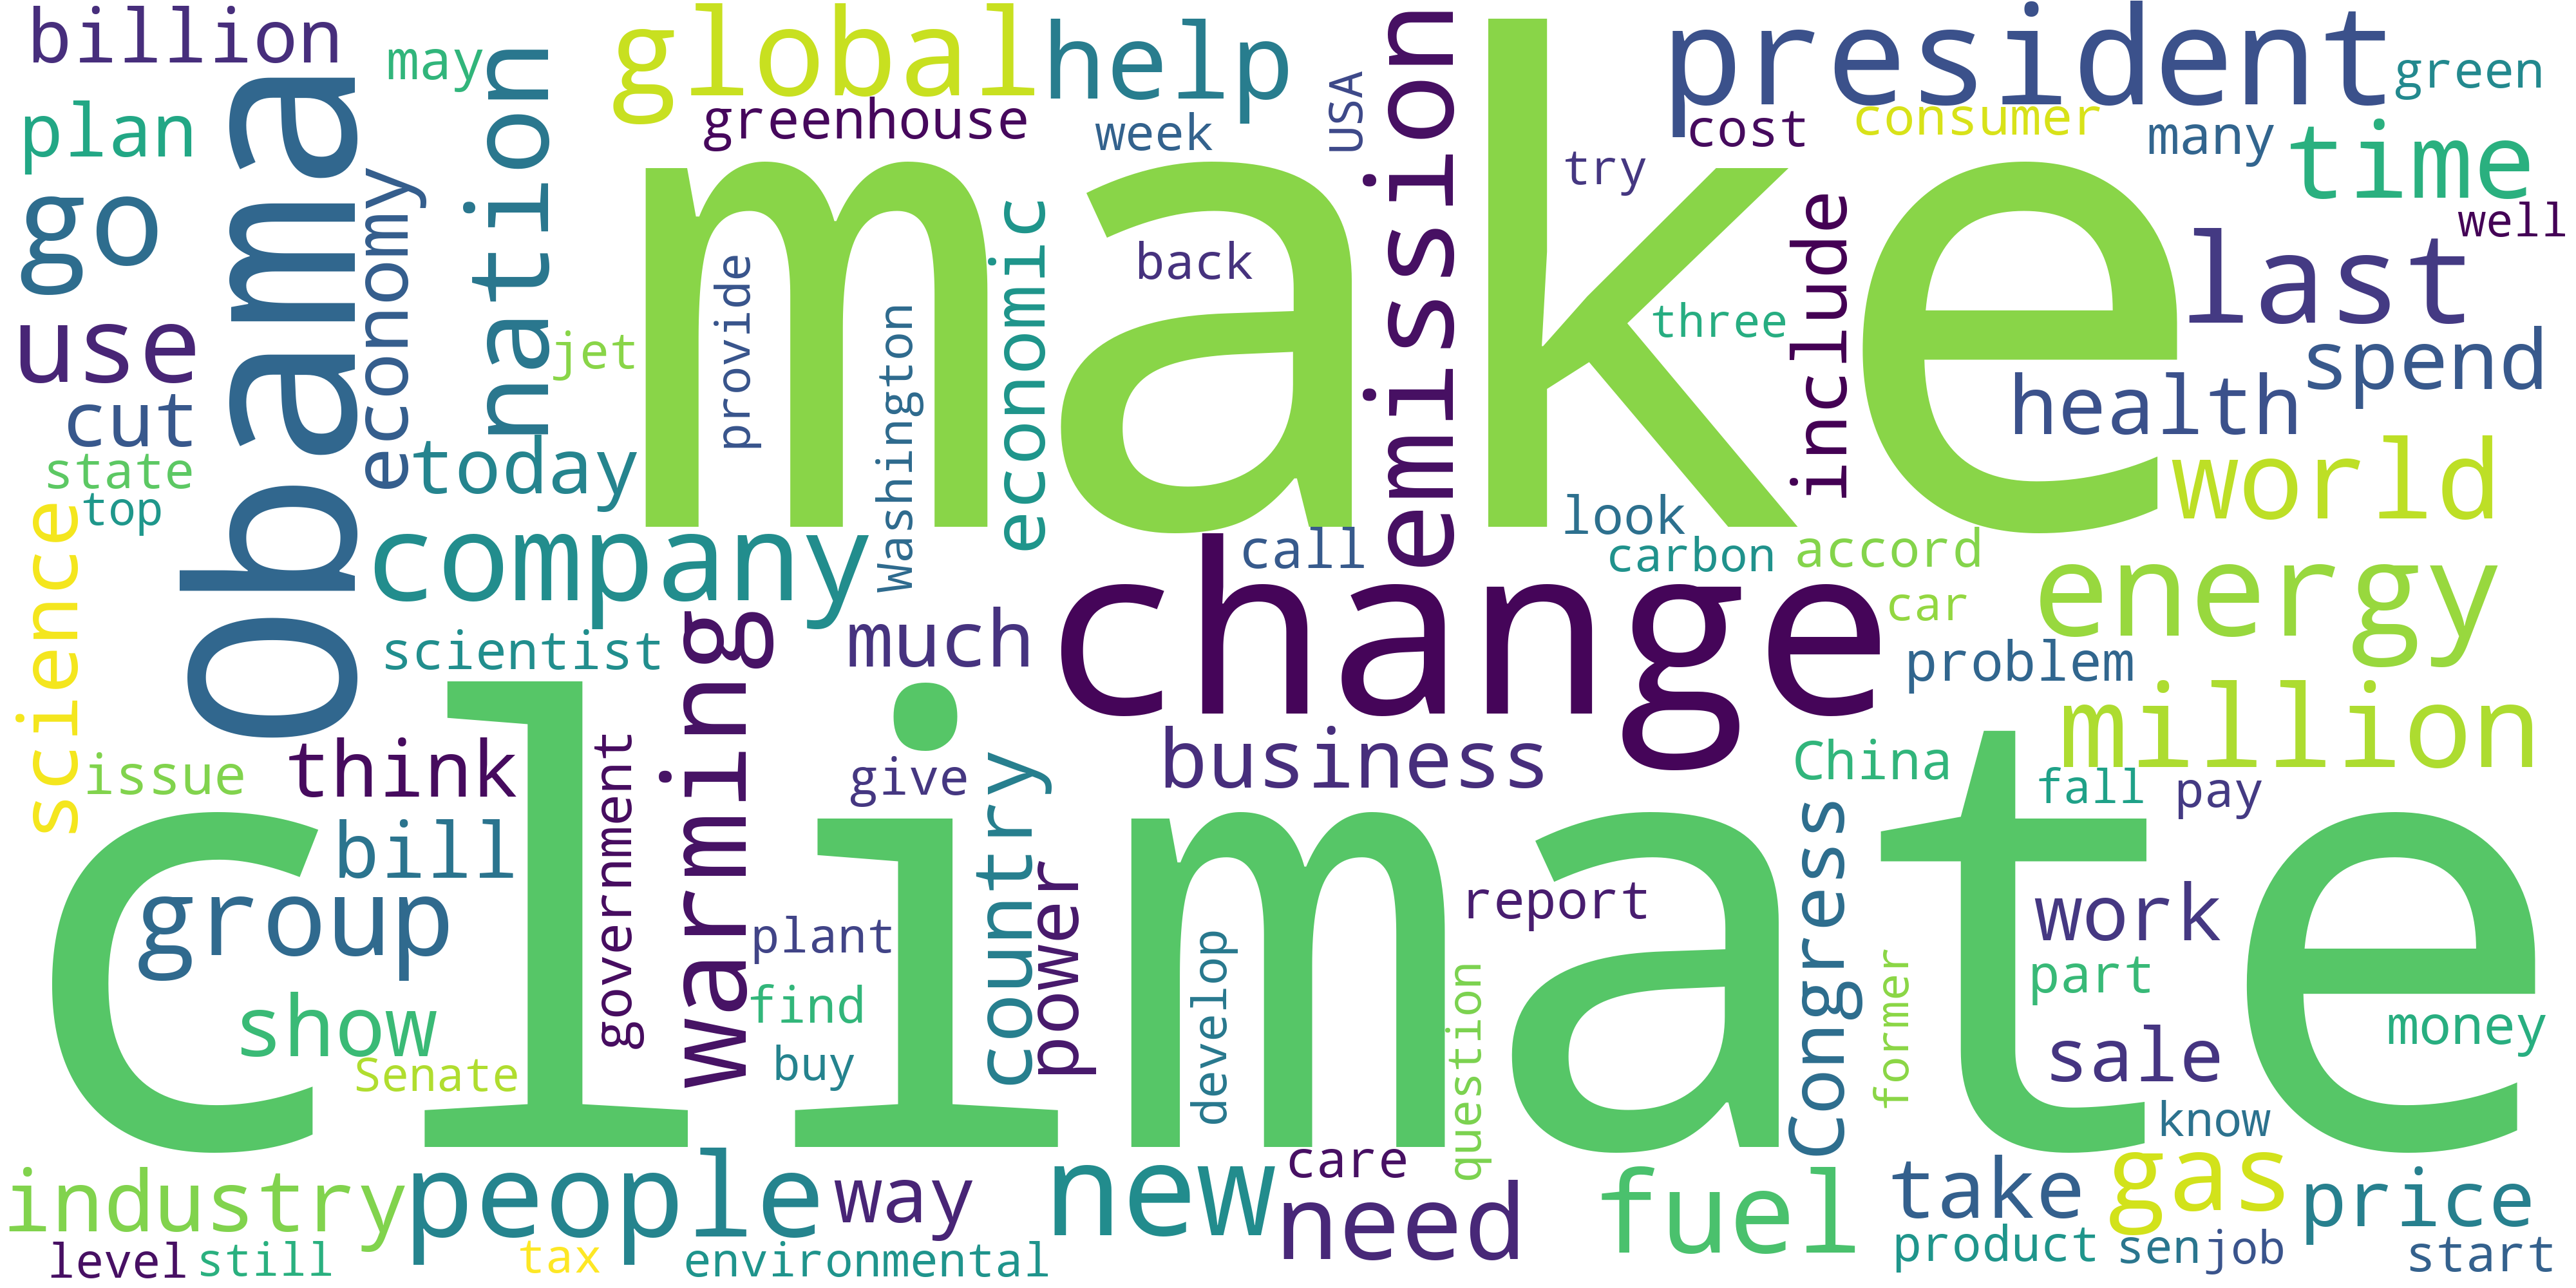 billion
may
global
help
president
green
plan
obama
nation
greenhouse
week
USA
emission
make
cost
consumer
many
time
try
well
go
economy
economic
back
include
last
provide
Washington
three
use
jet
spend
cut
health
today
world
state
top
science
company
call
look
carbon
accord
energy
change
car
scientist
much
warming
problem
climate
million
think
issue
government
give
country
business
China
fall
pay
bill
Congress
group
power
report
work
plant
develop
question
former
part
show
find
Senate
buy
sale
money
know
industry
people
way
new
care
need
fuel
take
gas
price
level
still
tax
environmental
product
sen
job
start